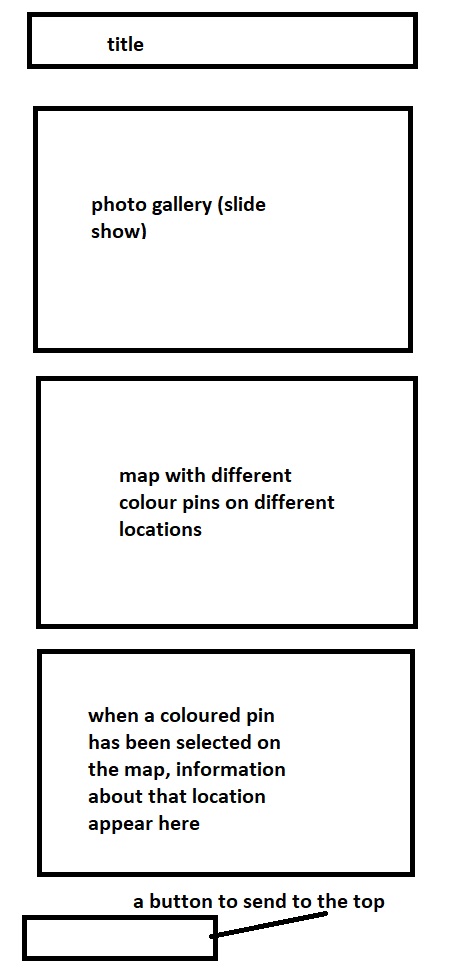 title
photo gallery (slide
show)
map with different
colour pins on different
locations
when a coloured pin
has been selected on
the map, information
about that location
appear here
a button to send to the top